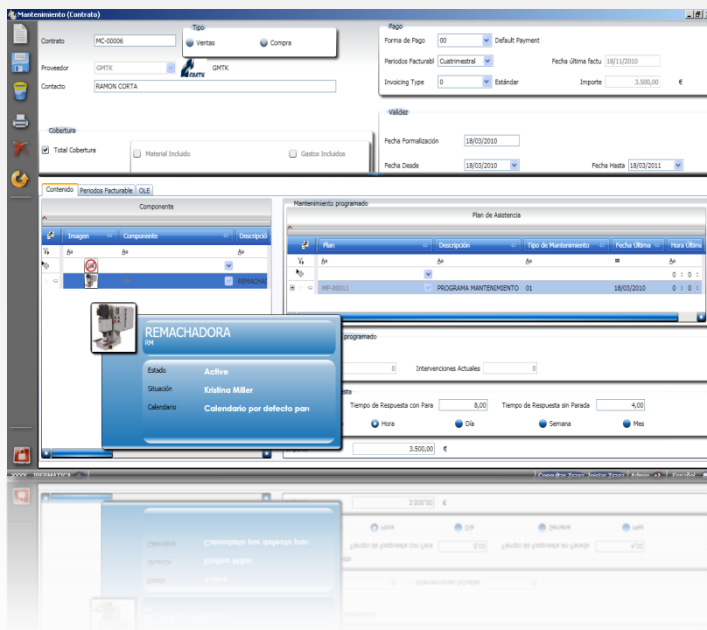 Mantenimiento (Contrato)
Contrato MC-00006
Tipo
Ventas Compra
Proveedor GMTK GMTK
Contacto RAMON CORTA
Pago
Forma de Pago 00 Default Payment
Periodos Facturabl Cuatrimestral Fecha última factu 18/11/2010
Invoicing Type 0 Estándar Importe 3.500,00 €
Cobertura
Total Cobertura Material Incluido Gastos Incluidos
Validez
Fecha Formalización 18/03/2010
Fecha Desde 18/03/2010 Fecha Hasta 18/03/2011
Contenido Periodos Facturable OLE
Componente
Imagen Componente Descripció
REMACHAD
Mantenimiento programado
Plan de Asistencia
Plan Descripción Tipo de Mantenimiento Fecha Última Hora Última
0 : 0 :
MP-00011 PROGRAMA MANTENIMIENTO 01 18/03/2010 0 : 0 :
REMACHADORA
RM
Estado Active
Situación Kristina Miller
Calendario Calendario por defecto pan
programado
0 Intervenciones Actuales 0
Tiempo de Respuesta con Para 8,00 Tiempo de Respuesta sin Parada 4,00
Hora Día Semana Mes
3.500,00 €